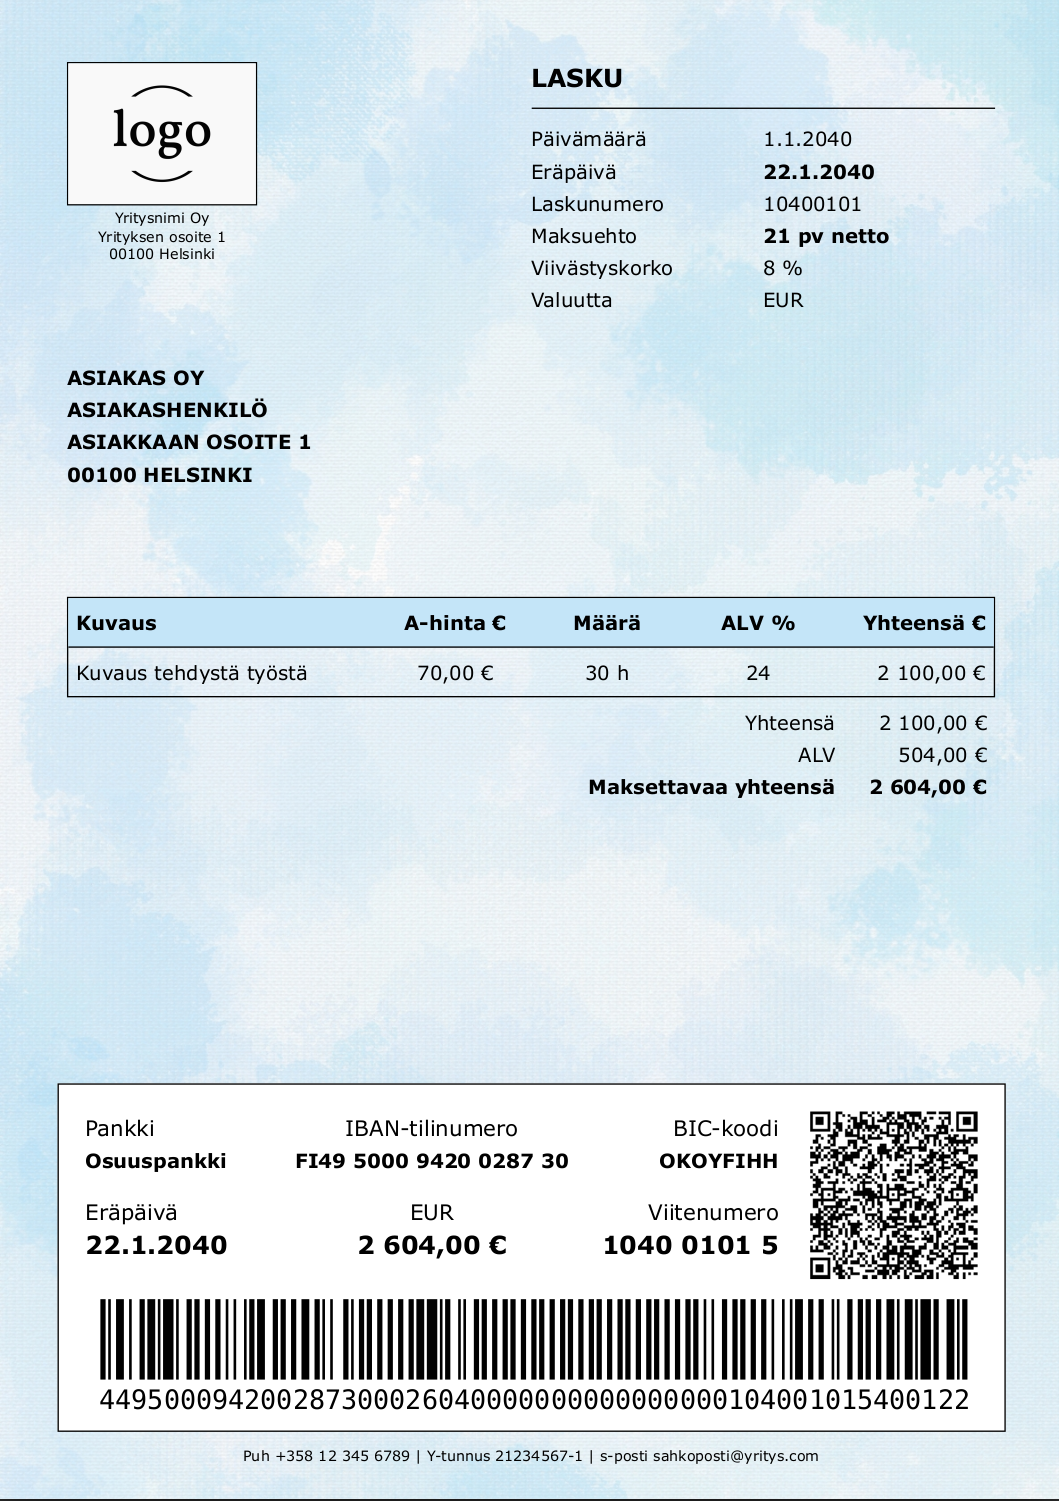 logo
Yritysnimi Oy
Yrityksen osoite 1
00100 Helsinki
LASKU
Päivämäärä 1.1.2040
Eräpäivä 22.1.2040
Laskunumero 10400101
Maksuehto 21 pv netto
Viivästyskorko 8 %
Valuutta EUR
ASIAKAS OY
ASIAKASHENKILÖ
ASIAKKAAN OSOITE 1
00100 HELSINKI
Kuvaus A-hinta € Määrä ALV % Yhteensä €
Kuvaus tehdystä työstä 70,00 € 30 h 24 2 100,00 €
Yhteensä 2 100,00 €
ALV 504,00 €
Maksettavaa yhteensä 2 604,00 €
Pankki IBAN-tilinumero BIC-koodi
Osuuspankki FI49 5000 9420 0287 30 OKOYFIHH
Eräpäivä EUR Viitenumero
22.1.2040 2 604,00 € 1040 0101 5
449500094200287300026040000000000000000104001015400122
Puh +358 12 345 6789 | Y-tunnus 21234567-1 | s-posti sahkoposti@yritys.com